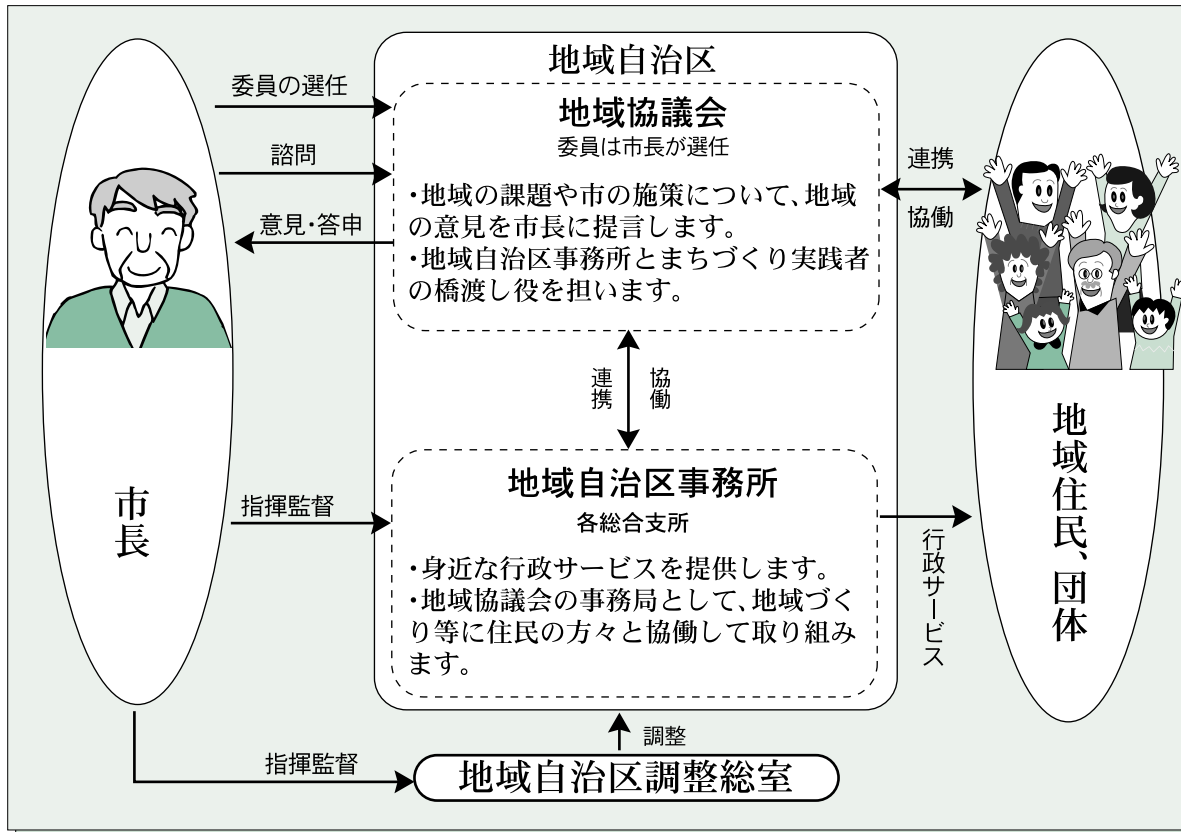 地域自治区
委員の選任
諮問
意見・答申
地域協議会
委員は市長が選任
・地域の課題や市の施策について、地域
の意見を市長に提言します。
・地域自治区事務所とまちづくり実践者
の橋渡し役を担います。
連携
協働
連携
協働
市長
指揮監督
地域自治区事務所
各総合支所
・身近な行政サービスを提供します。
・地域協議会の事務局として、地域づく
り等に住民の方々と協働して取り組み
ます。
行政サービス
地域住民、団体
調整
指揮監督
地域自治区調整総室